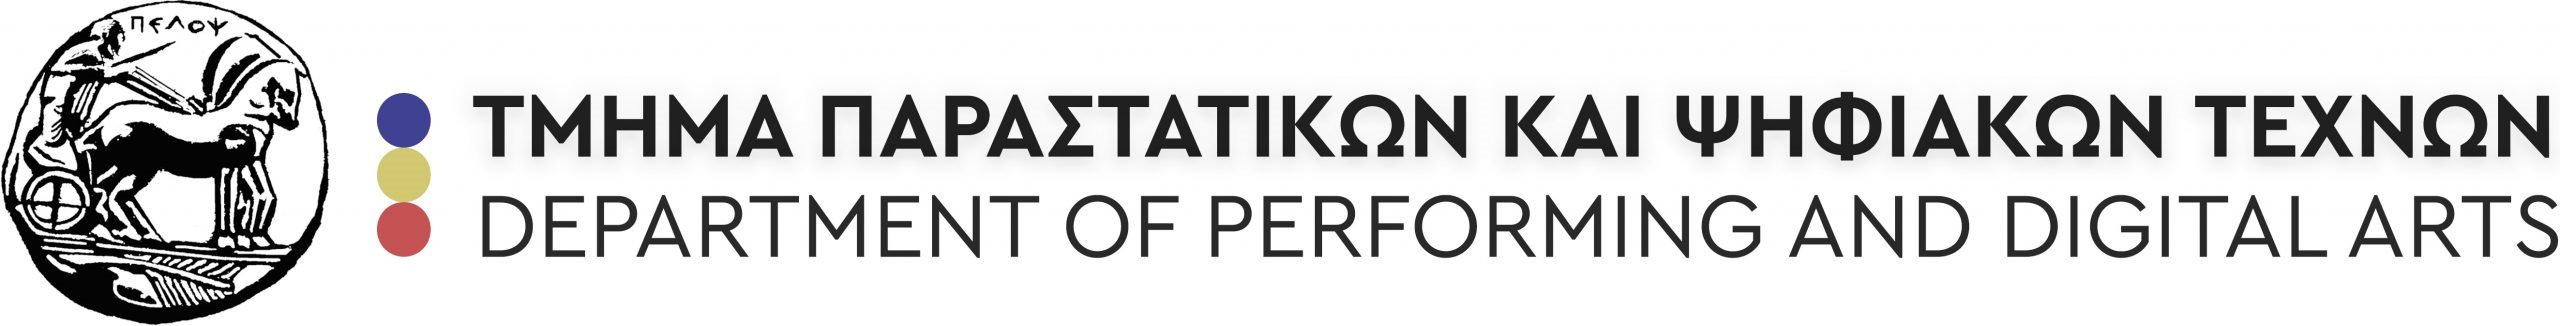 ΠΕΛΟΨ
ΤΜΗΜΑ ΠΑΡΑΣΤΑΤΙΚΩΝ ΚΑΙ ΨΗΦΙΑΚΩΝ ΤΕΧΝΩΝ
DEPARTMENT OF PERFORMING AND DIGITAL ARTS